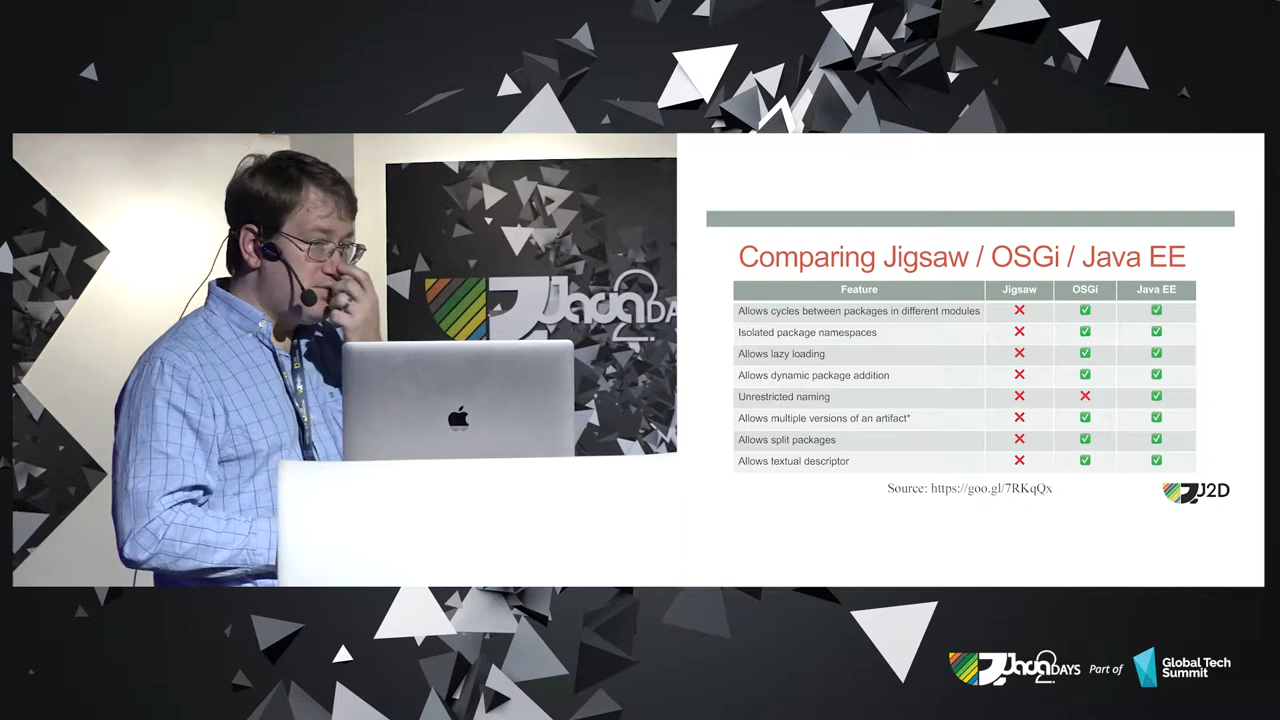 Comparing Jigsaw / OSGi / Java EE
Feature Jigsaw OSGi Java EE
Allows cycles between packages in different modules ❌ ✅ ✅
Isolated package namespaces ❌ ✅ ✅
Allows lazy loading ❌ ✅ ✅
Allows dynamic package addition ❌ ✅ ✅
Unrestricted naming ❌ ❌ ✅
Allows multiple versions of an artifact* ❌ ✅ ✅
Allows split packages ❌ ✅ ✅
Allows textual descriptor ❌ ✅ ✅
Source: https://goo.gl/7RKqQx
J2D
Java2DA
Java2DAYS Part of Global Tech
Summit